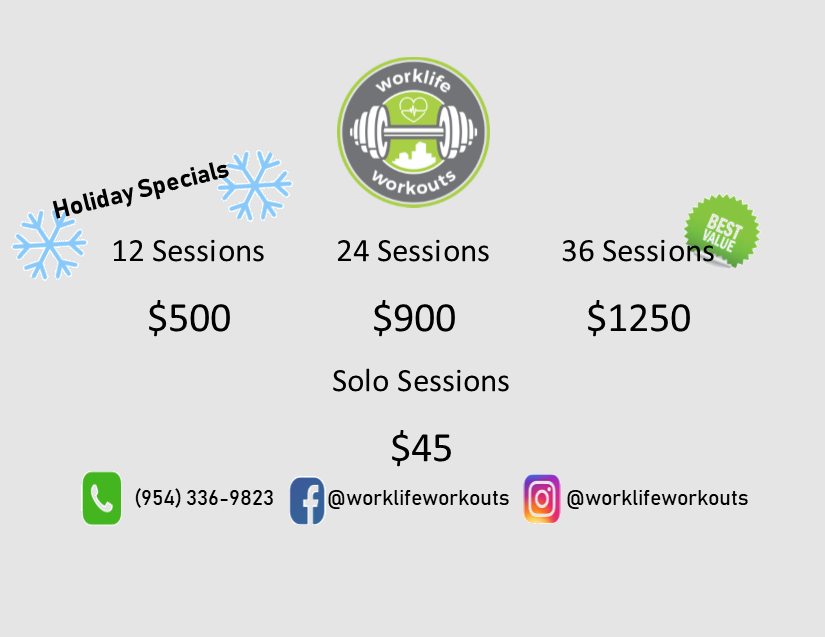 worklife
workouts
Holiday Specials
BEST
VALUE
12 Sessions
24 Sessions
36 Sessions
$500
$900
$1250
Solo Sessions
$45
(954) 336-9823
@worklifeworkouts
@worklifeworkouts